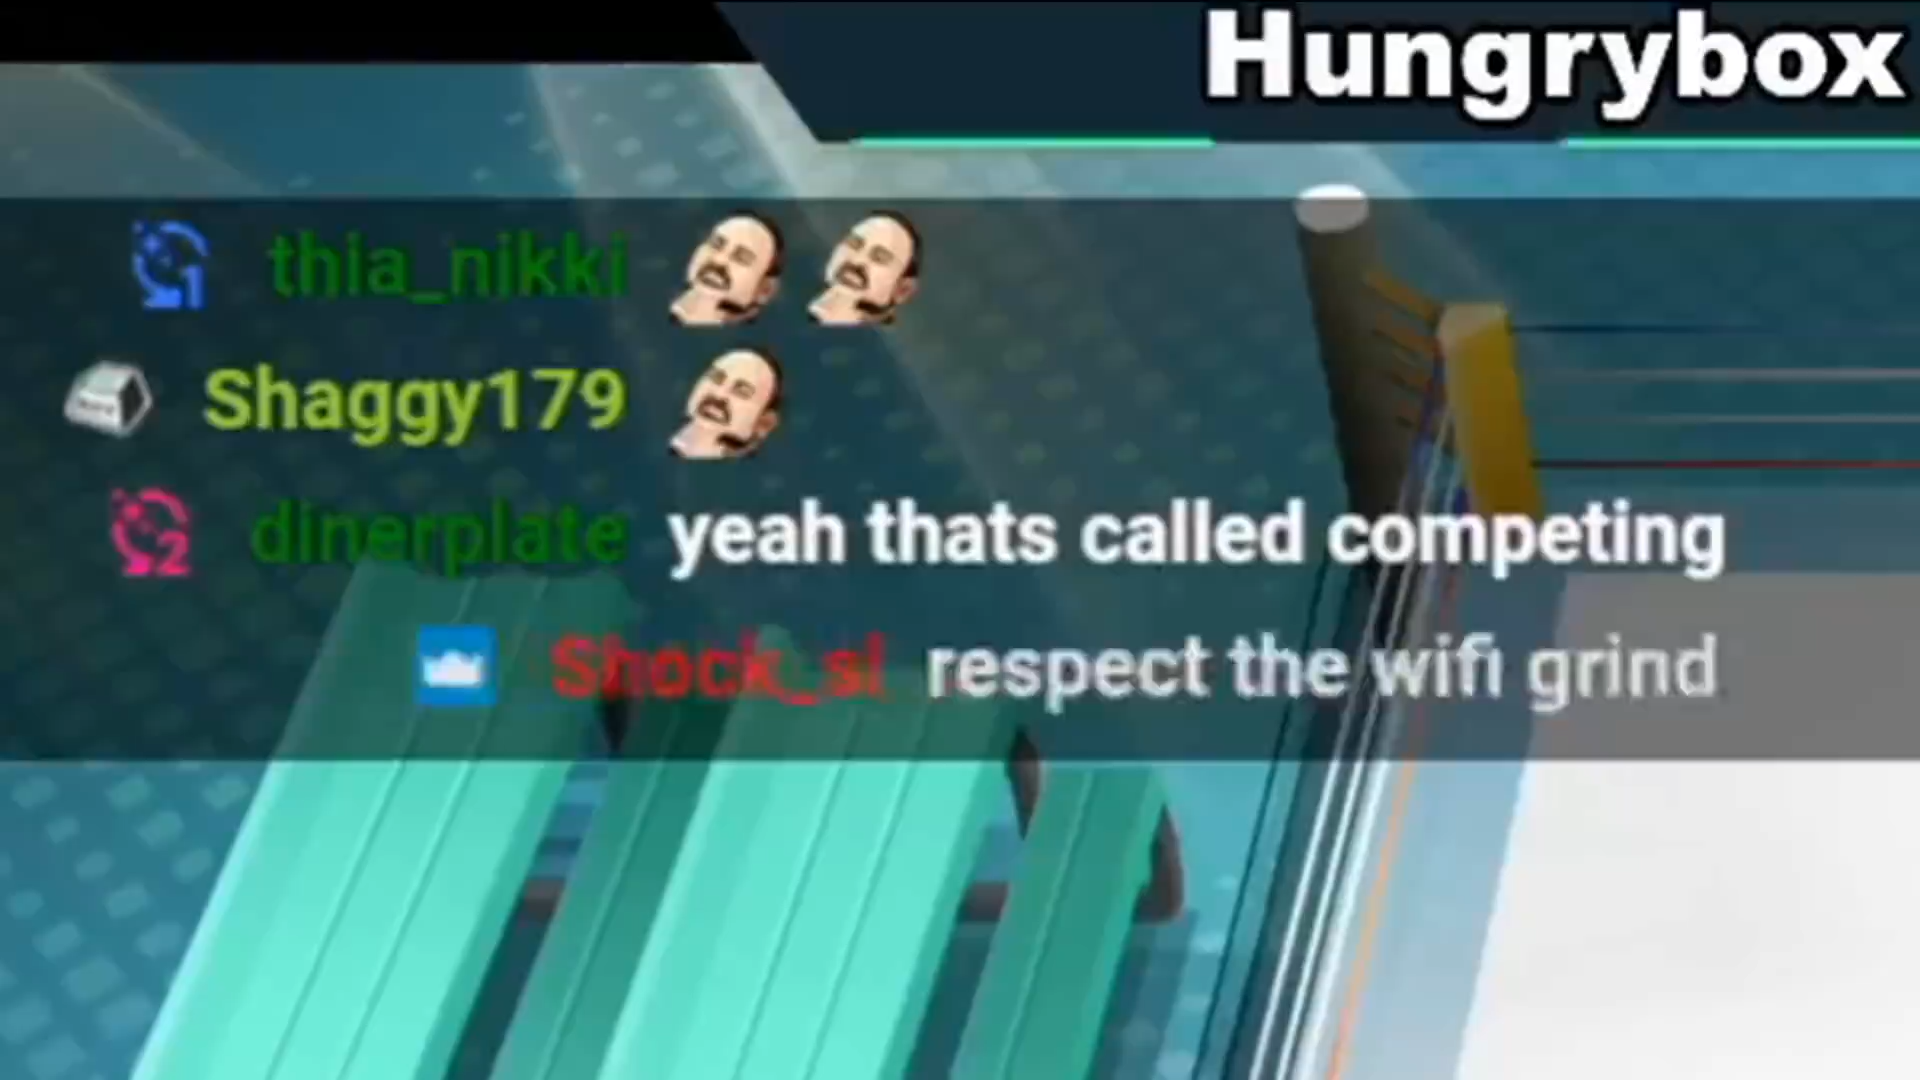 Hungrybox
thia_nikki
Shaggy179
dinerplate yeah thats called competing
Shock_sl respect the wifi grind